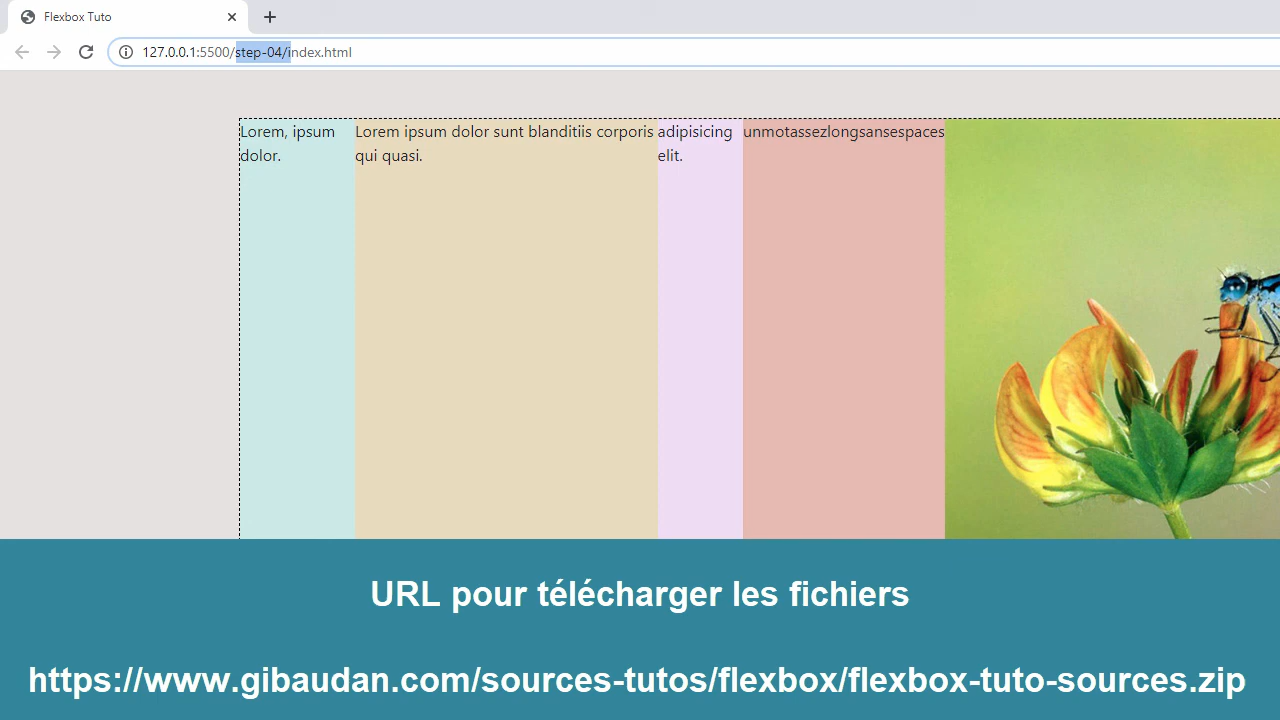 Flexbox Tuto
127.0.0.1:5500/step-04/index.html
Lorem, ipsum
dolor.
Lorem ipsum dolor sunt blanditiis corporis
qui quasi.
adipisicing
elit.
unmotassezlongsansespaces
URL pour télécharger les fichiers
https://www.gibaudan.com/sources-tutos/flexbox/flexbox-tuto-sources.zip